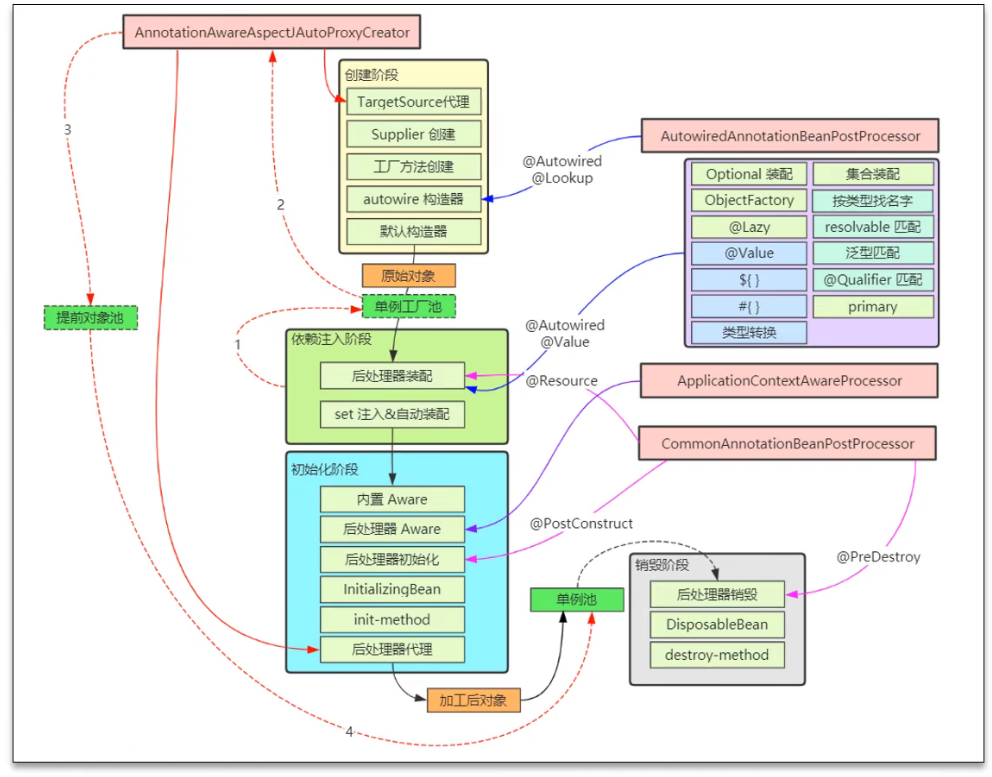 AnnotationAwareAspectJAutoProxyCreator
创建阶段
TargetSource代理
Supplier 创建
工厂方法创建
autowire 构造器
默认构造器
原始对象
单例工厂池
3
2
提前对象池
1
@Autowired
@Lookup
AutowiredAnnotationBeanPostProcessor
Optional 装配
集合装配
ObjectFactory
按类型找名字
@Lazy
resolvable 匹配
@Value
泛型匹配
${ }
@Qualifier 匹配
#{ }
primary
类型转换
@Autowired
@Value
依赖注入阶段
后处理器装配
set 注入&自动装配
@Resource
ApplicationContextAwareProcessor
CommonAnnotationBeanPostProcessor
初始化阶段
内置 Aware
后处理器 Aware
后处理器初始化
InitializingBean
init-method
后处理器代理
@PostConstruct
@PreDestroy
单例池
销毁阶段
后处理器销毁
DisposableBean
destroy-method
加工后对象
4